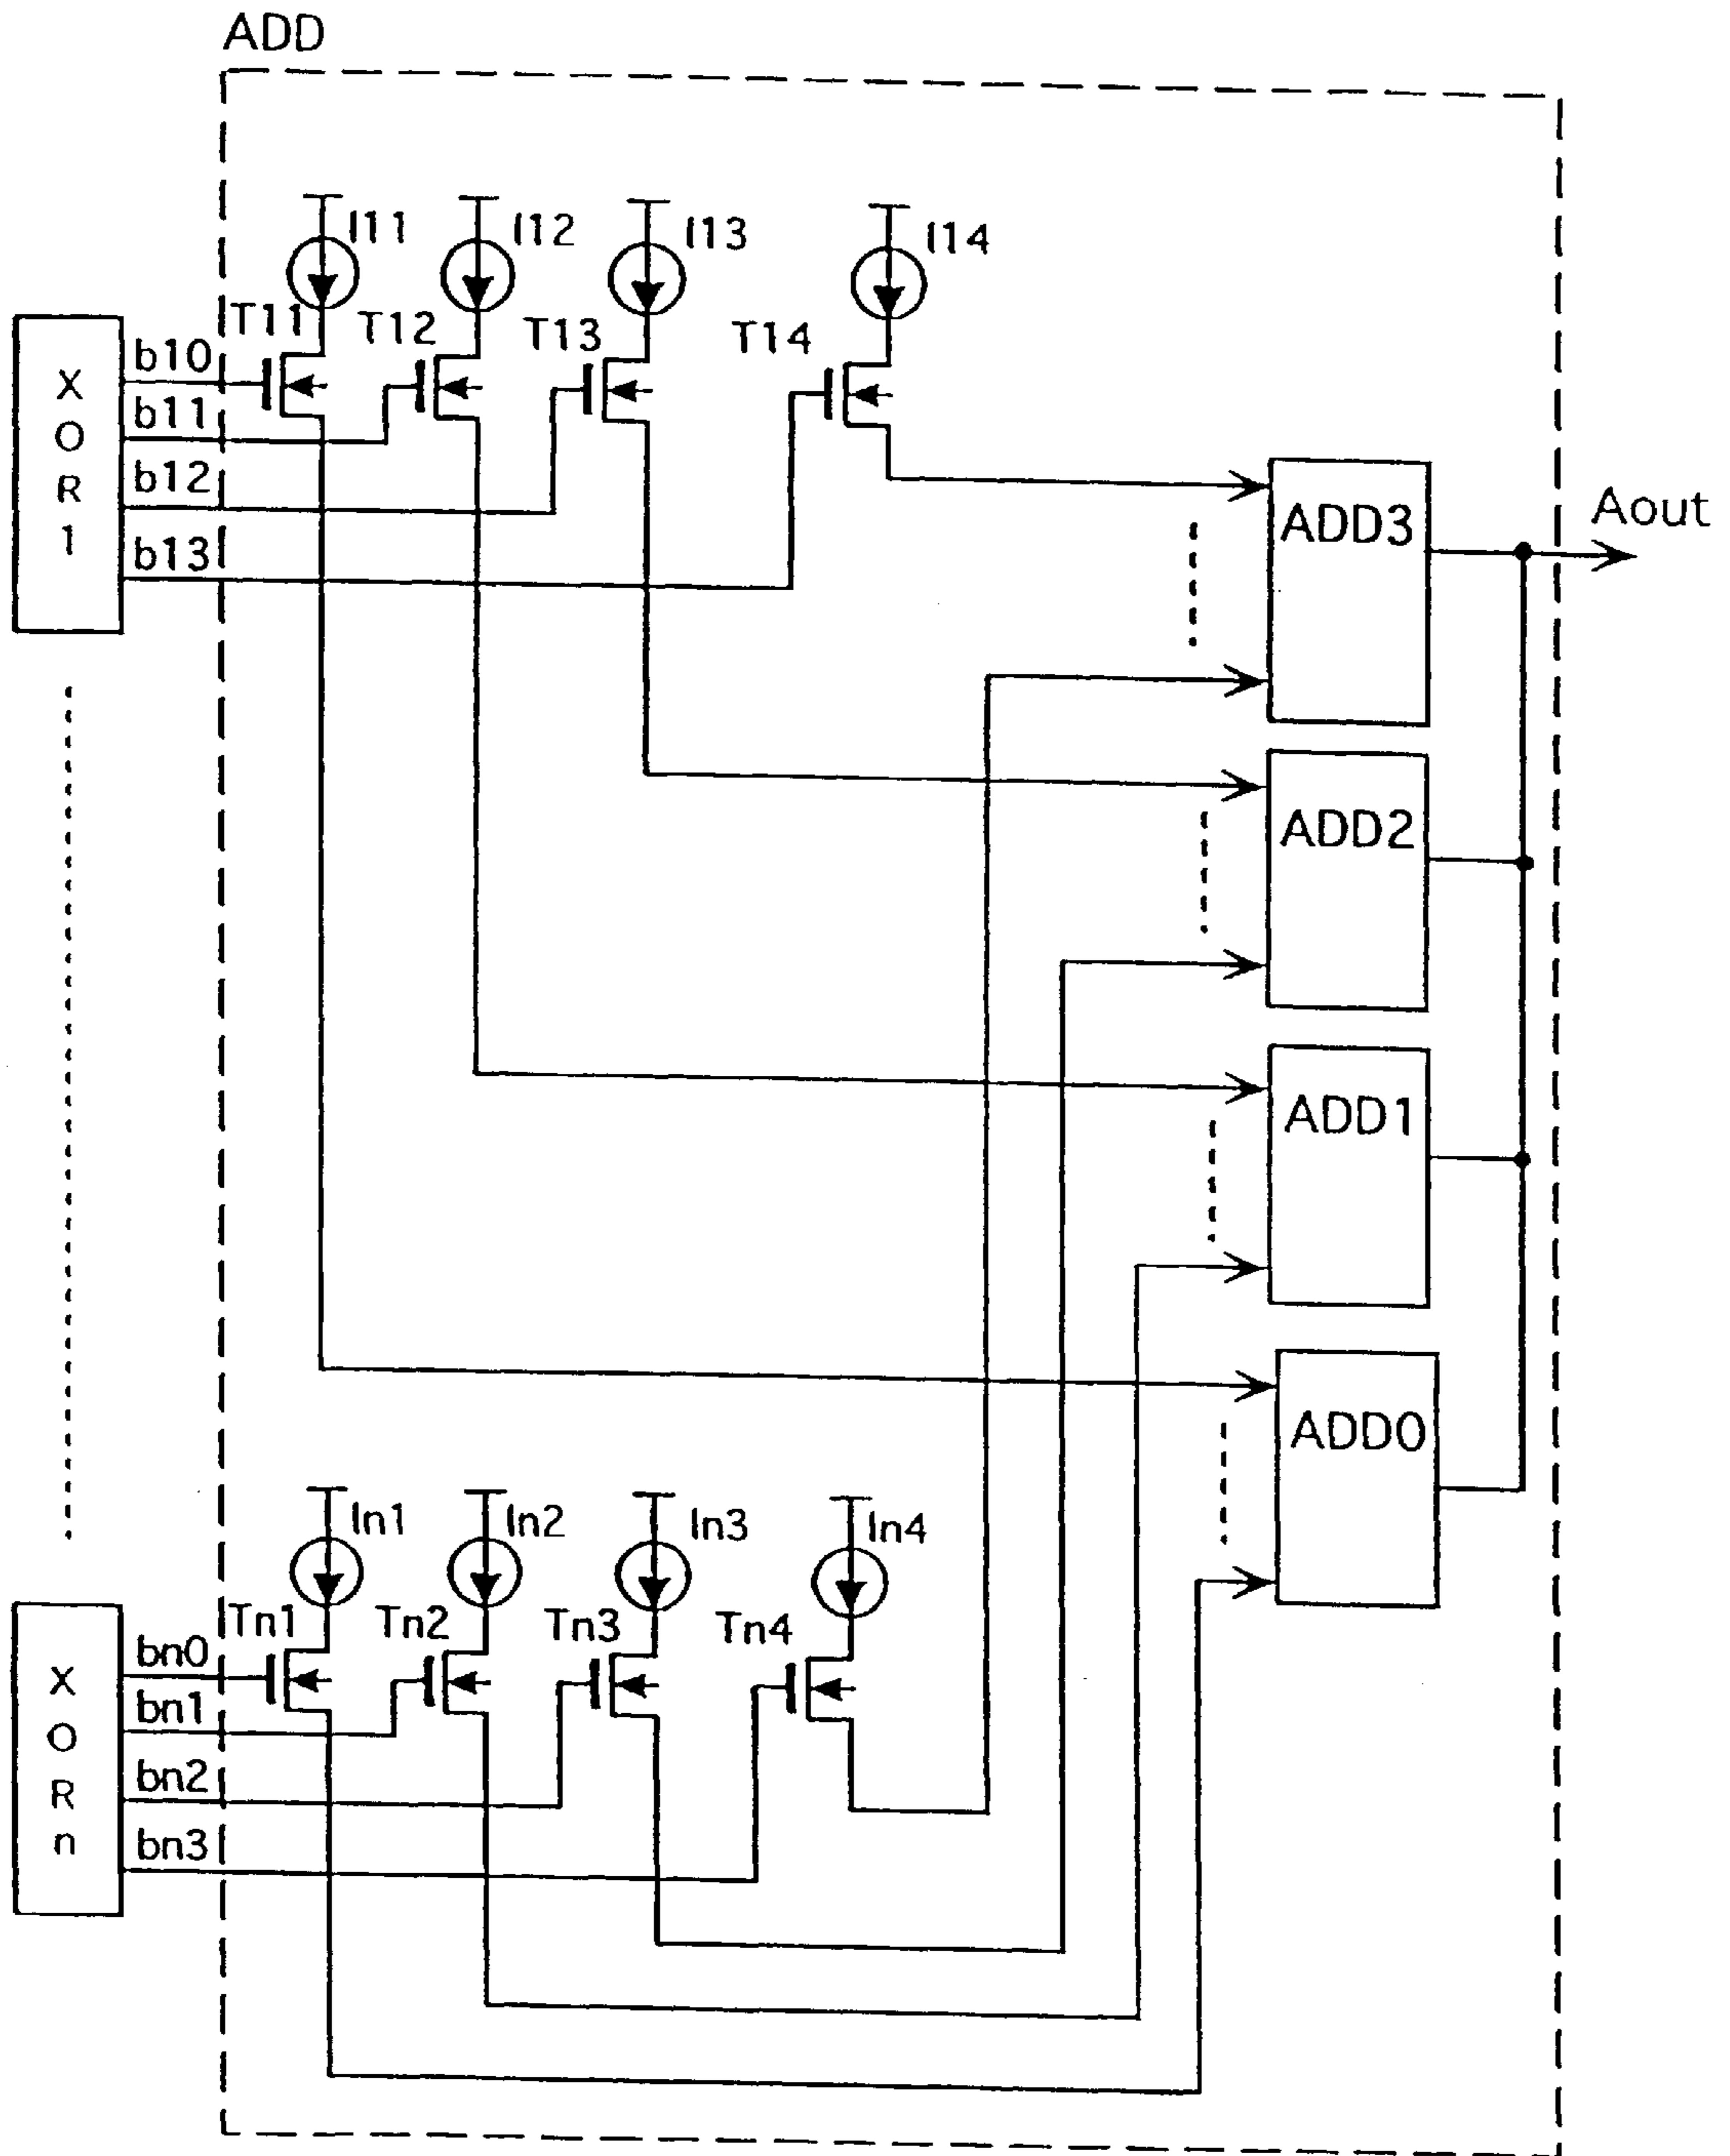 ADD
I11
I12
I13
I14
T11
T12
T13
T14
XOR1
b10
b11
b12
b13
ADD3
Aout
ADD2
ADD1
ADD0
In1
In2
In3
In4
Tn1
Tn2
Tn3
Tn4
XORn
bn0
bn1
bn2
bn3